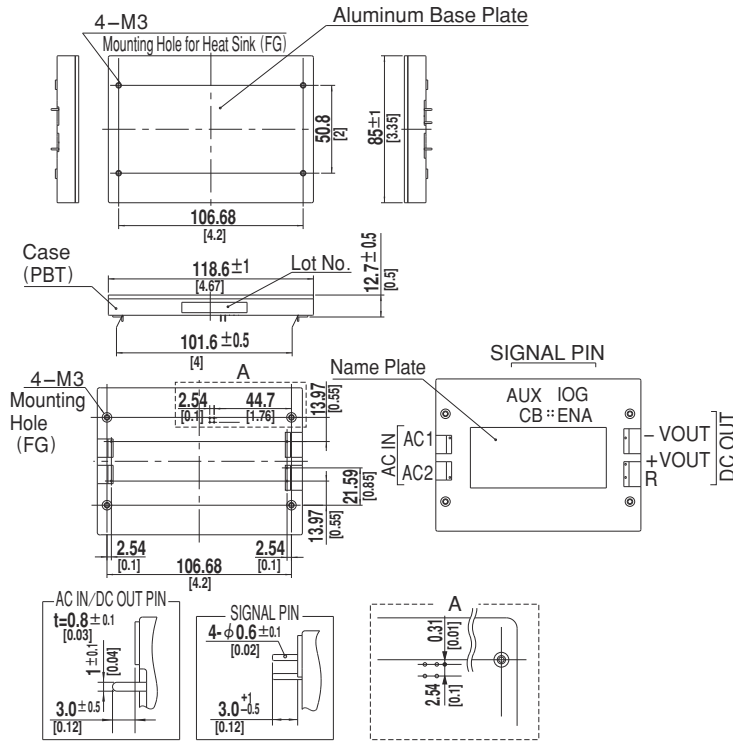 4-M3
Mounting Hole for Heat Sink (FG)
Aluminum Base Plate
50.8
[2]
85±1
[3.35]
106.68
[4.2]
Case
(PBT)
118.6±1
[4.67]
Lot No.
12.7±0.5
[0.5]
101.6±0.5
[4]
4-M3
Mounting
Hole
(FG)
A
2.54
[0.1]
44.7
[1.76]
13.97
[0.55]
21.59
[0.85]
13.97
[0.55]
2.54
[0.1]
2.54
[0.1]
106.68
[4.2]
Name Plate
SIGNAL PIN
AUX IOG
CB ENA
AC IN
AC1
AC2
-VOUT
+VOUT
R
DC OUT
AC IN/DC OUT PIN
t=0.8±0.1
[0.03]
1±0.1
[0.04]
3.0±0.5
[0.12]
SIGNAL PIN
4-φ0.6±0.1
[0.02]
3.0 +1 -0.5
[0.12]
A
0.31
[0.01]
2.54
[0.1]